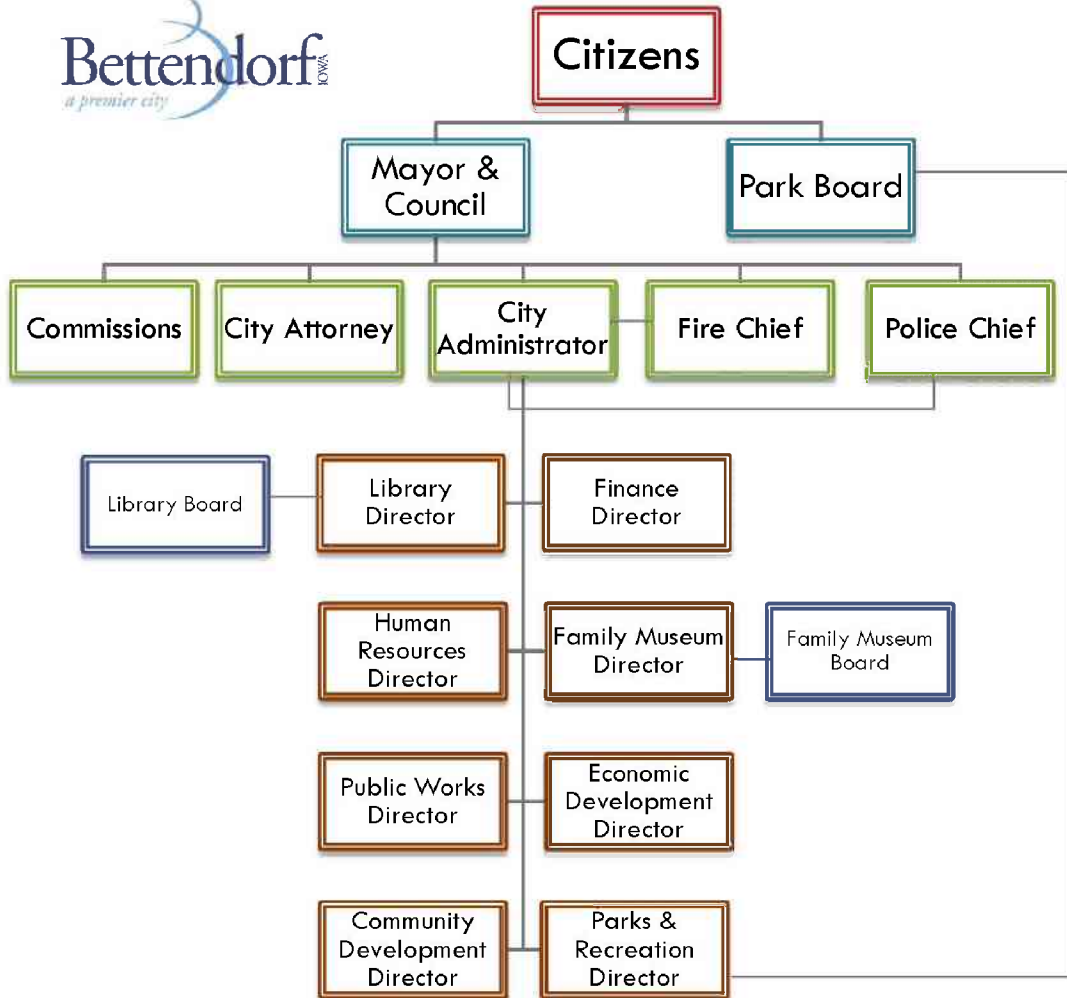 Bettendorf
IOWA
a premier city
Citizens
Mayor &
Council
Park Board
Commissions
City Attorney
City
Administrator
Fire Chief
Police Chief
Library Board
Library
Director
Finance
Director
Human
Resources
Director
Family Museum
Director
Family Museum
Board
Public Works
Director
Economic
Development
Director
Community
Development
Director
Parks &
Recreation
Director